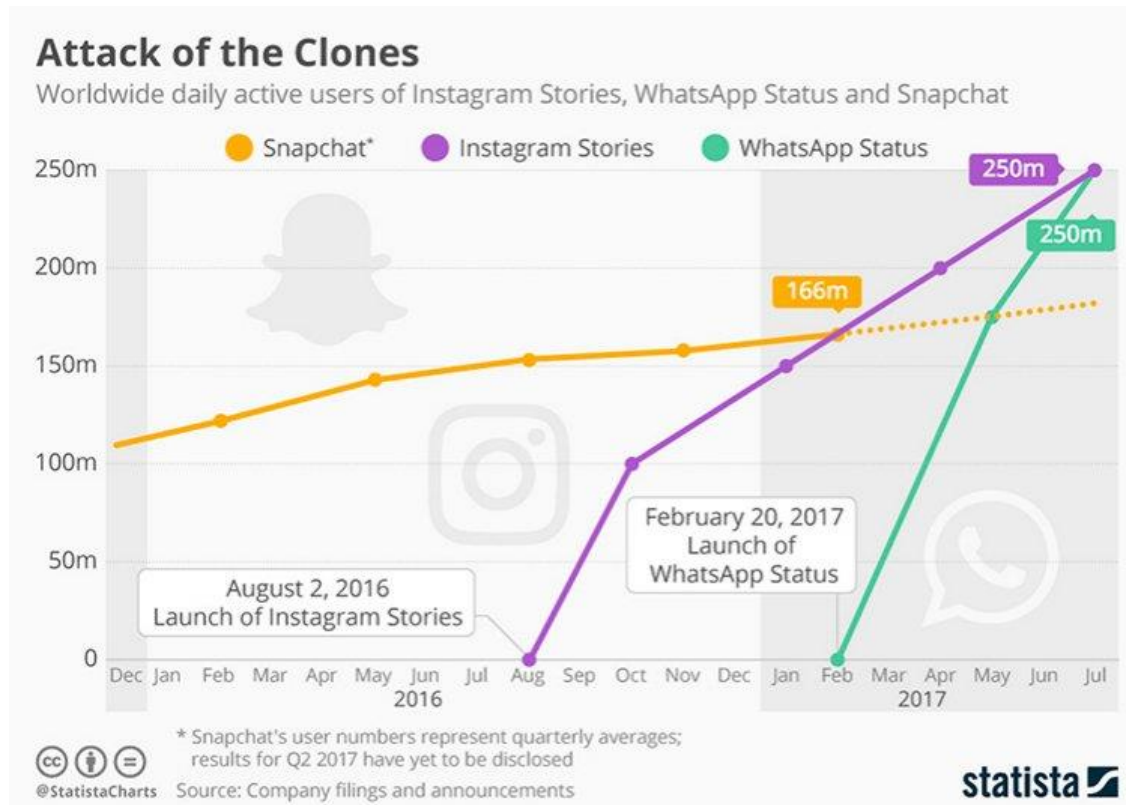 Attack of the Clones
Worldwide daily active users of Instagram Stories, WhatsApp Status and Snapchat
Snapchat* Instagram Stories WhatsApp Status
250m
250m
250m
200m
166m
150m
100m
February 20, 2017
Launch of
WhatsApp Status
50m
August 2, 2016
Launch of Instagram Stories
0
Dec Jan Feb Mar Apr May Jun Jul Aug Sep Oct Nov Dec Jan Feb Mar Apr May Jun Jul
2016 2017
* Snapchat's user numbers represent quarterly averages;
results for Q2 2017 have yet to be disclosed
cc
@StatistaCharts Source: Company filings and announcements
statista